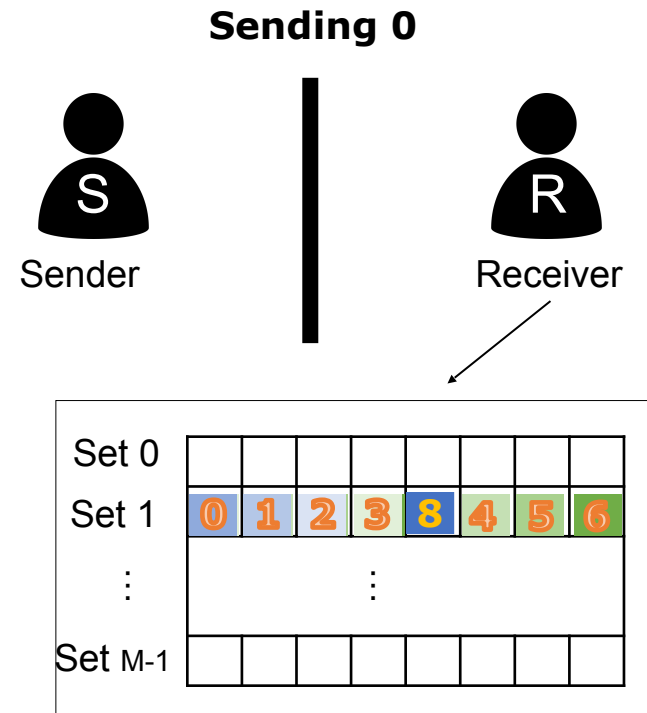 Sending 0
S
R
Sender
Receiver
Set 0
Set 1 0 1 2 3 8 4 5 6
⋮ ⋮
Set M-1